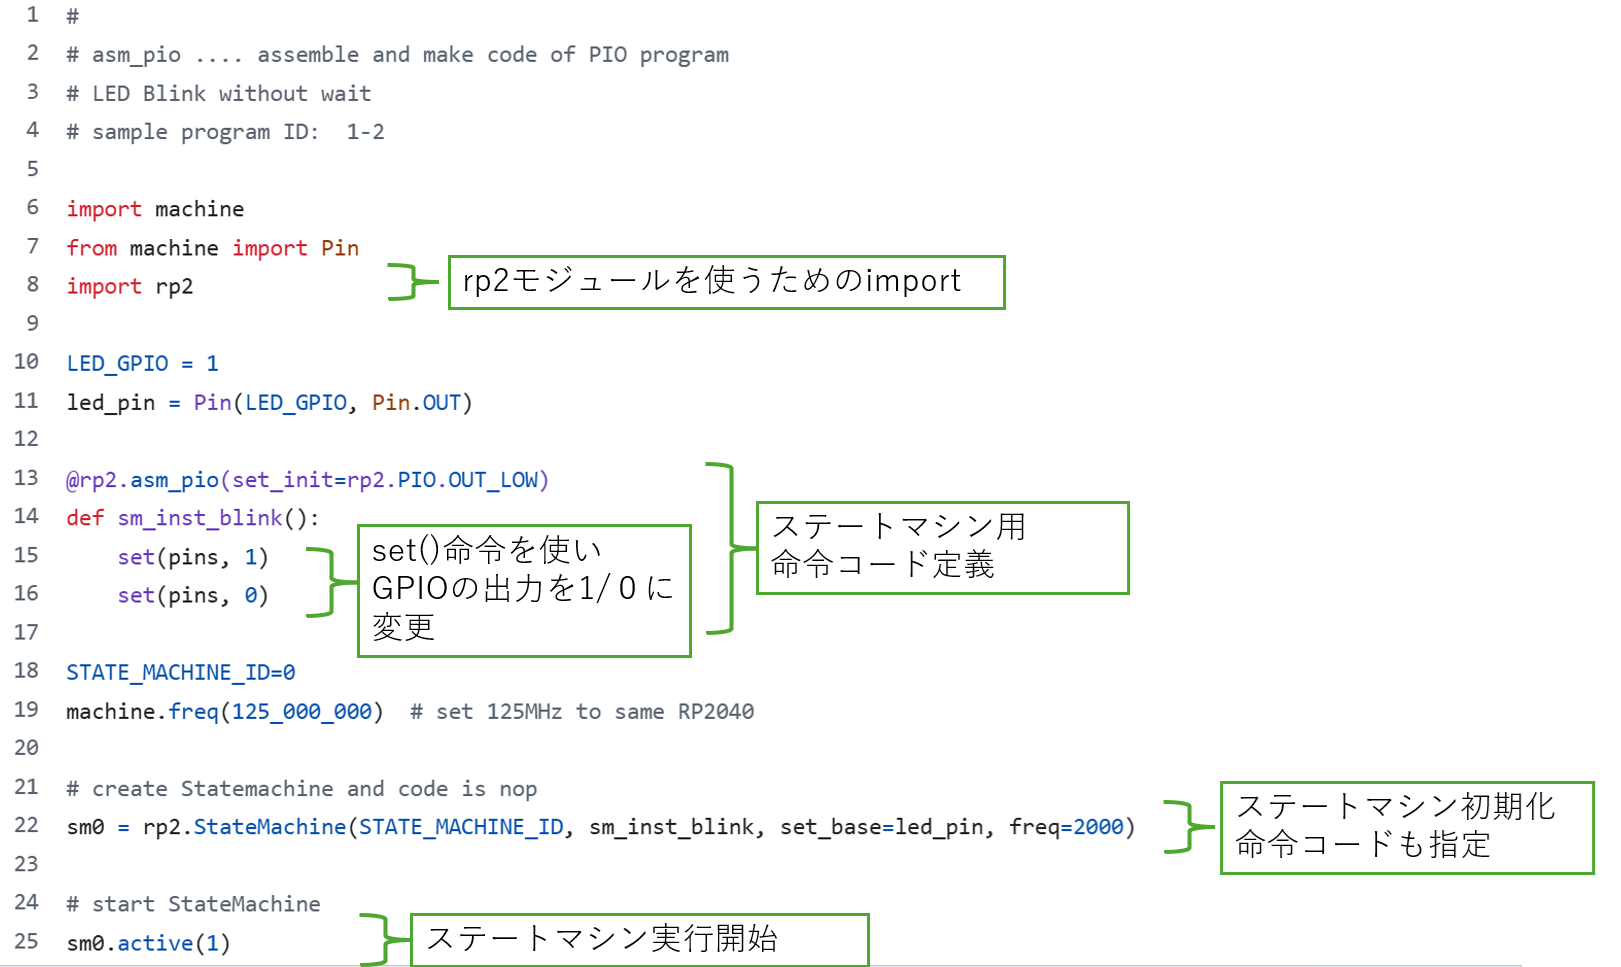 1 #
2 # asm_pio .... assemble and make code of PIO program
3 # LED Blink without wait
4 # sample program ID:  1-2
5
6 import machine
7 from machine import Pin
8 import rp2
rp2モジュールを使うためのimport
9
10 LED_GPIO = 1
11 led_pin = Pin(LED_GPIO, Pin.OUT)
12
13 @rp2.asm_pio(set_init=rp2.PIO.OUT_LOW)
14 def sm_inst_blink():
15     set(pins, 1)
16     set(pins, 0)
set()命令を使い
GPIOの出力を1/０に
変更
ステートマシン用
命令コード定義
17
18 STATE_MACHINE_ID=0
19 machine.freq(125_000_000)  # set 125MHz to same RP2040
20
21 # create Statemachine and code is nop
22 sm0 = rp2.StateMachine(STATE_MACHINE_ID, sm_inst_blink, set_base=led_pin, freq=2000)
ステートマシン初期化
命令コードも指定
23
24 # start StateMachine
25 sm0.active(1)
ステートマシン実行開始